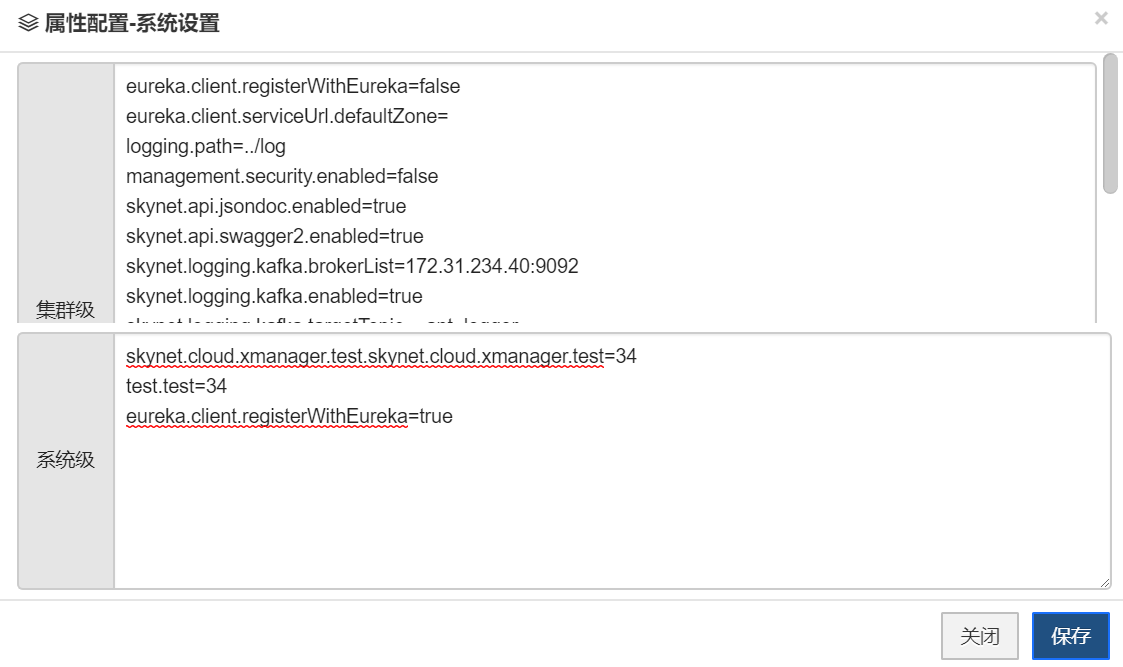 属性配置-系统设置
×
eureka.client.registerWithEureka=false
eureka.client.serviceUrl.defaultZone=
logging.path=../log
management.security.enabled=false
skynet.api.jsondoc.enabled=true
skynet.api.swagger2.enabled=true
skynet.logging.kafka.brokerList=172.31.234.40:9092
skynet.logging.kafka.enabled=true
集群级
skynet.cloud.xmanager.test.skynet.cloud.xmanager.test=34
test.test=34
eureka.client.registerWithEureka=true
系统级
关闭
保存